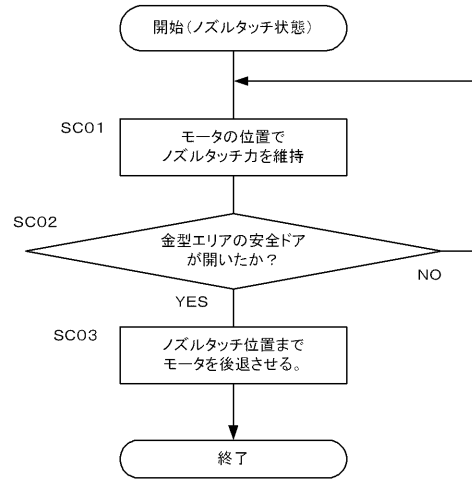 開始(ノズルタッチ状態)
SC01
モータの位置で
ノズルタッチ力を維持
SC02
金型エリアの安全ドア
が開いたか？
NO
YES
SC03
ノズルタッチ位置まで
モータを後退させる。
終了